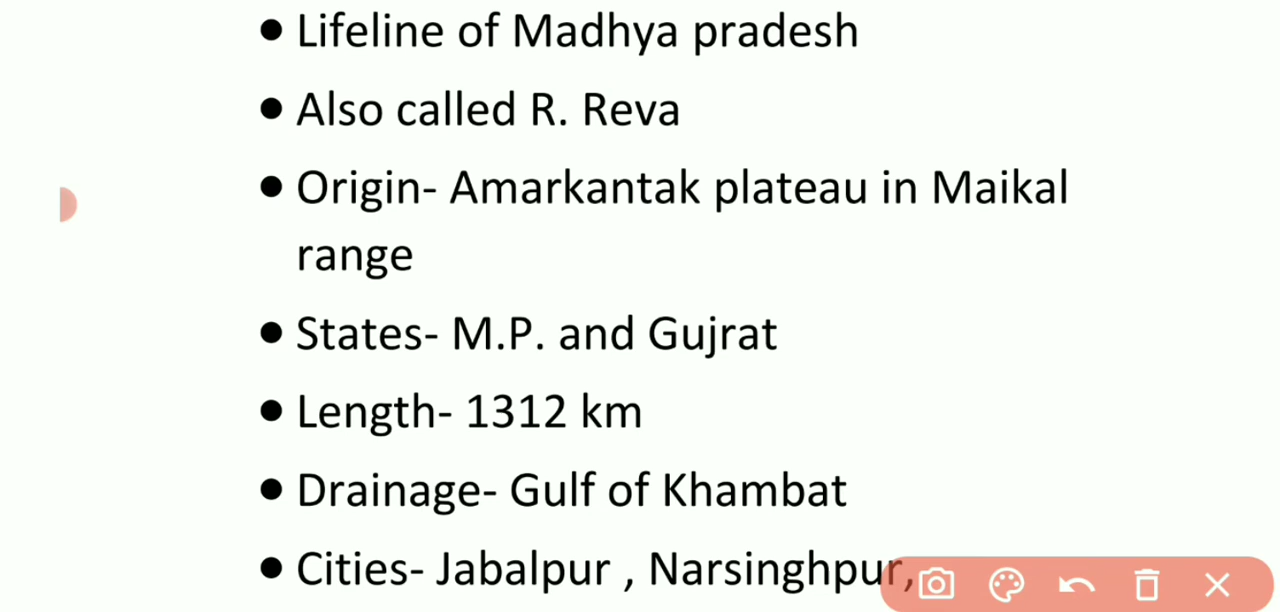 • Lifeline of Madhya pradesh
• Also called R. Reva
• Origin- Amarkantak plateau in Maikal
range
• States- M.P. and Gujrat
• Length- 1312 km
• Drainage- Gulf of Khambat
• Cities- Jabalpur , Narsinghpur,